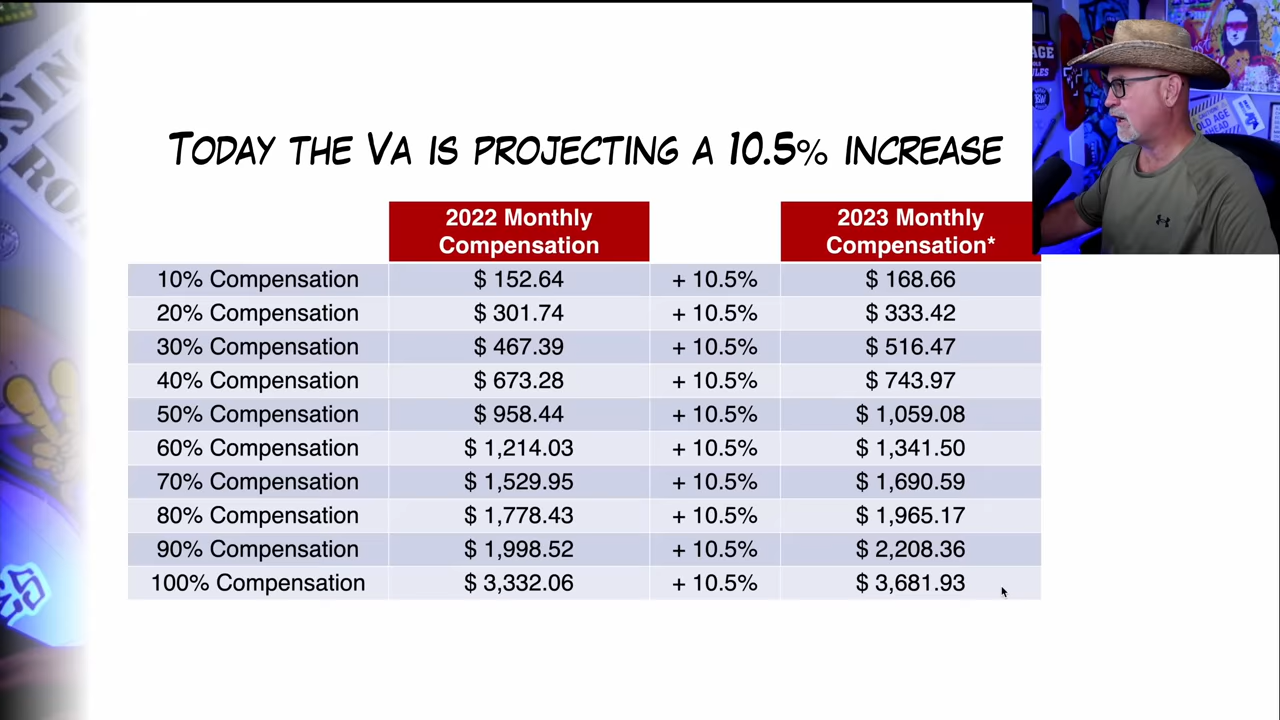 TODAY THE VA IS PROJECTING A 10.5% INCREASE
2022 Monthly
Compensation
2023 Monthly
Compensation*
10% Compensation $ 152.64 + 10.5% $ 168.66
20% Compensation $ 301.74 + 10.5% $ 333.42
30% Compensation $ 467.39 + 10.5% $ 516.47
40% Compensation $ 673.28 + 10.5% $ 743.97
50% Compensation $ 958.44 + 10.5% $ 1,059.08
60% Compensation $ 1,214.03 + 10.5% $ 1,341.50
70% Compensation $ 1,529.95 + 10.5% $ 1,690.59
80% Compensation $ 1,778.43 + 10.5% $ 1,965.17
90% Compensation $ 1,998.52 + 10.5% $ 2,208.36
100% Compensation $ 3,332.06 + 10.5% $ 3,681.93
OLD AGE
AHEAD